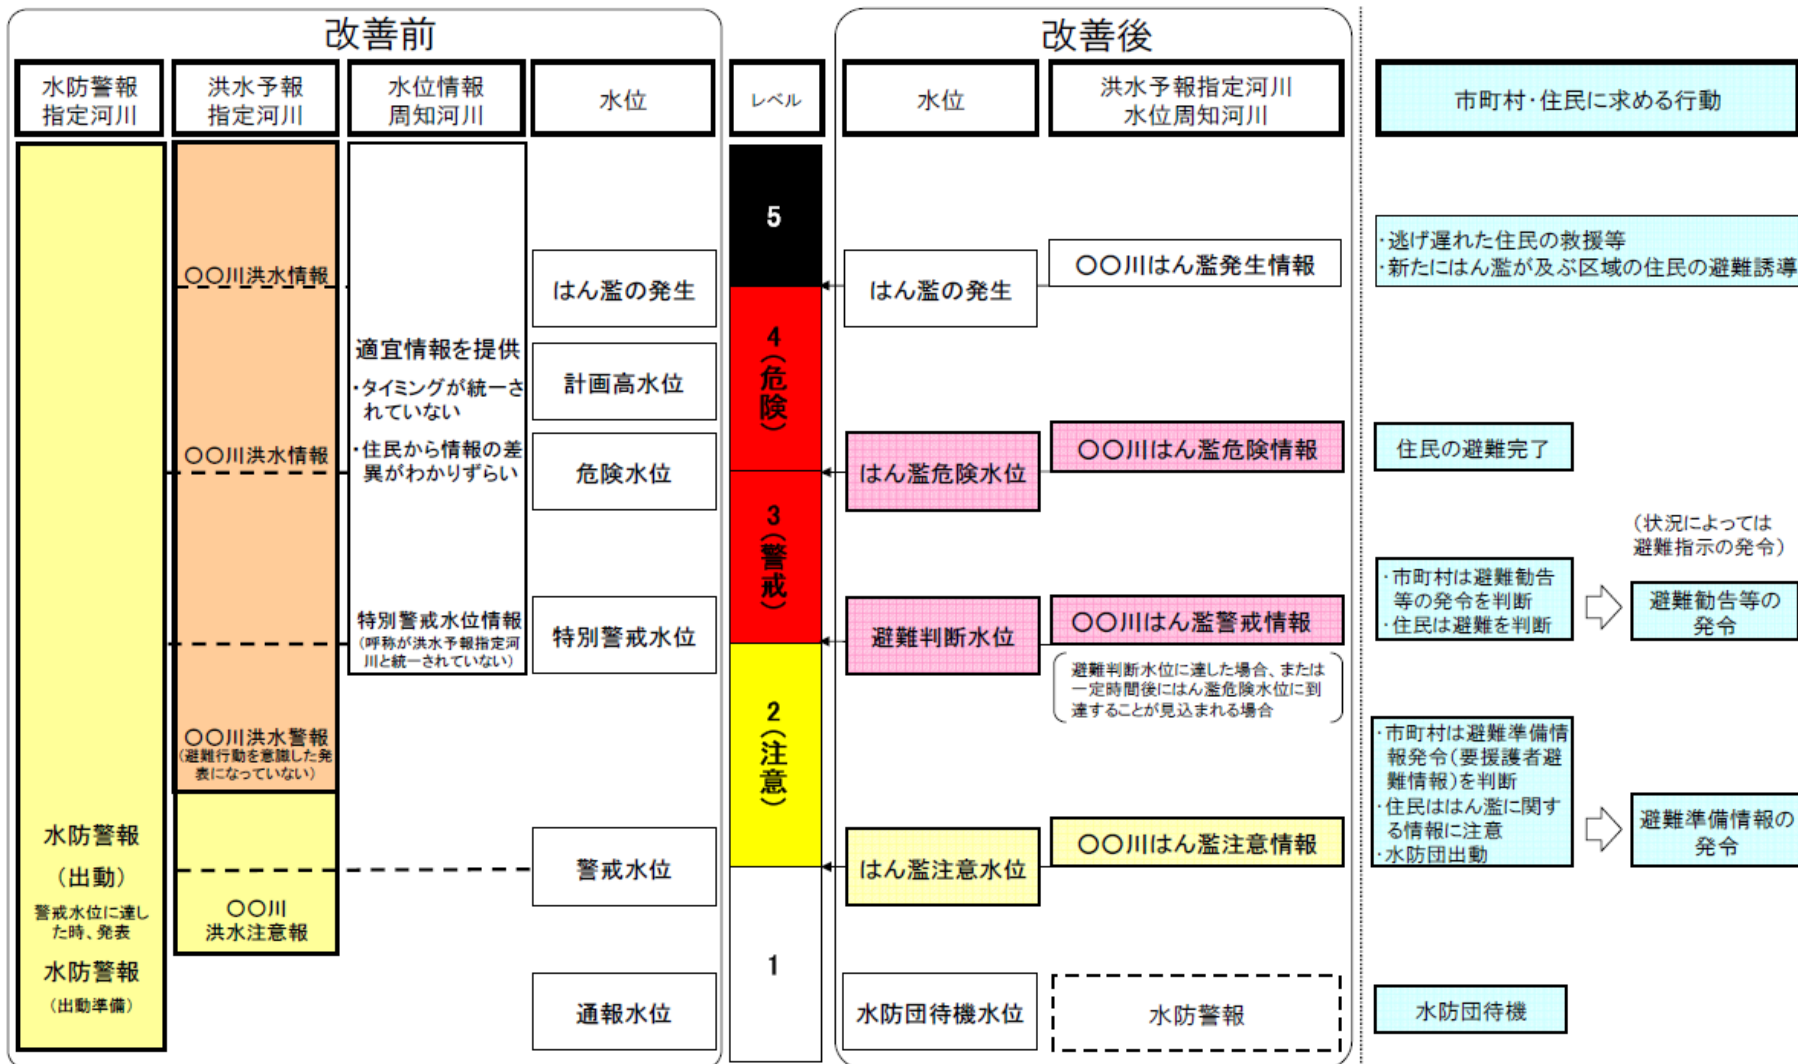 改善前
水防警報
指定河川
洪水予報
指定河川
水位情報
周知河川
水位
レベル
改善後
水位
洪水予報指定河川
水位周知河川
市町村・住民に求める行動
水防警報
(出動)
警戒水位に達し
た時、発表
水防警報
(出動準備)
〇〇川洪水情報
〇〇川洪水情報
〇〇川洪水警報
(避難行動を意識した発
表になっていない)
〇〇川
洪水注意報
適宜情報を提供
・タイミングが統一さ
れていない
・住民から情報の差
異がわかりずらい
特別警戒水位情報
(呼称が洪水予報指定河
川と統一されていない)
はん濫の発生
計画高水位
危険水位
特別警戒水位
警戒水位
通報水位
5
4(危険)
3(警戒)
2(注意)
1
はん濫の発生
はん濫危険水位
避難判断水位
はん濫注意水位
水防団待機水位
〇〇川はん濫発生情報
〇〇川はん濫危険情報
〇〇川はん濫警戒情報
避難判断水位に達した場合、または
一定時間後にはん濫危険水位に到
達することが見込まれる場合
〇〇川はん濫注意情報
水防警報
・逃げ遅れた住民の救援等
・新たにはん濫が及ぶ区域の住民の避難誘導
住民の避難完了
(状況によっては
避難指示の発令)
・市町村は避難勧告
等の発令を判断
・住民は避難を判断
避難勧告等の
発令
・市町村は避難準備情
報発令(要援護者避
難情報)を判断
・住民ははん濫に関す
る情報に注意
・水防団出動
避難準備情報の
発令
水防団待機